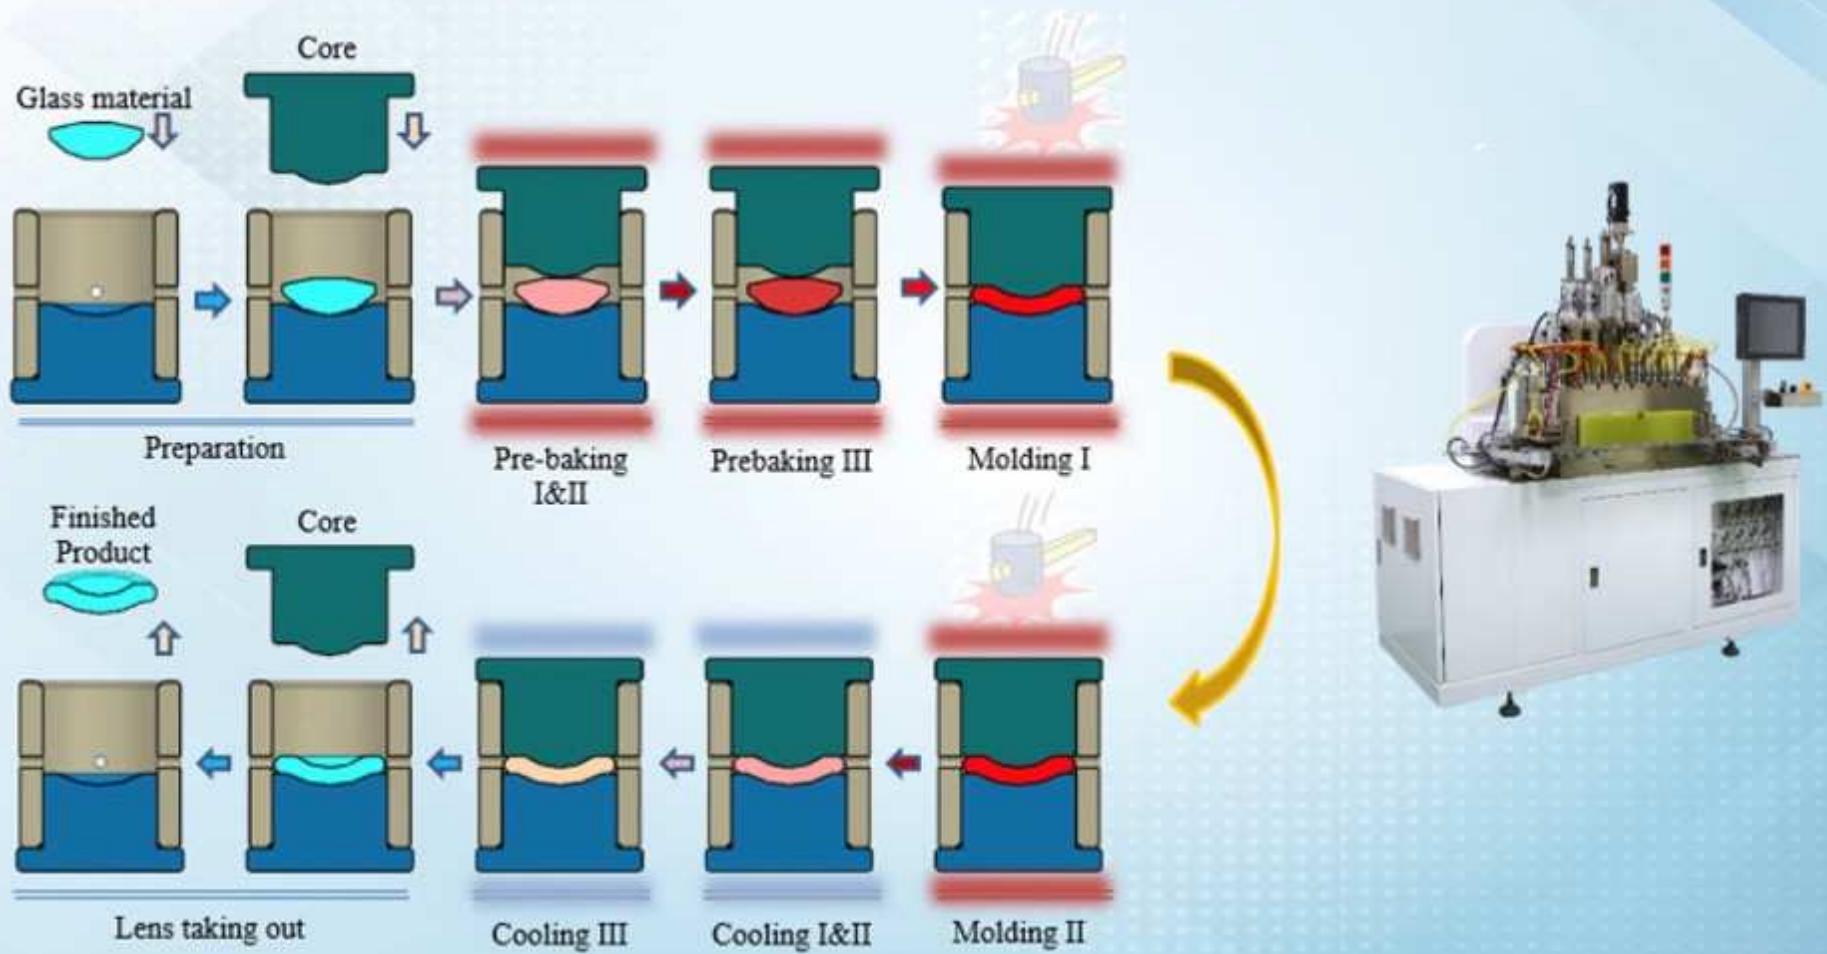 Core
Glass material
Preparation
Pre-baking
I&II
Prebaking III
Molding I
Finished
Product
Core
Lens taking out
Cooling III
Cooling I&II
Molding II